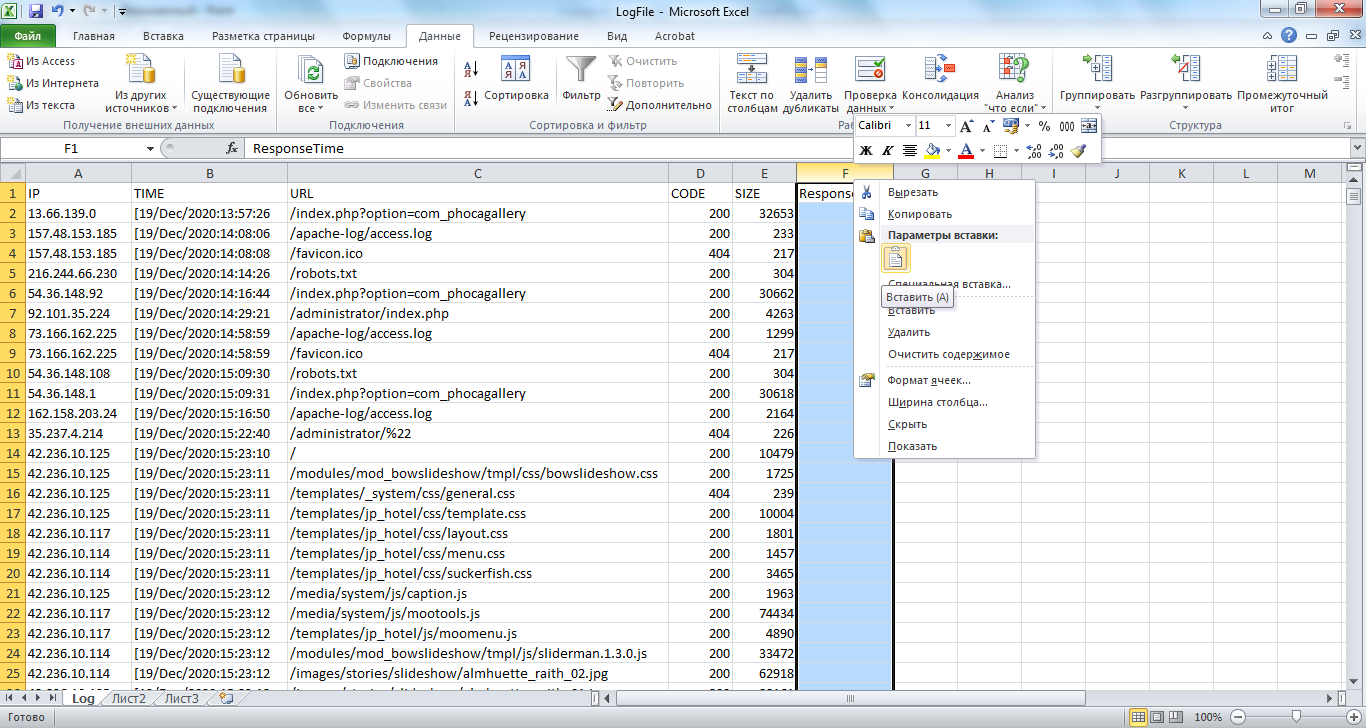 LogFile - Microsoft Excel
Файл Главная Вставка Разметка страницы Формулы Данные Рецензирование Вид Acrobat
Из Access
Из Интернета
Из текста
Из других источников
Существующие подключения
Получение внешних данных
Обновить все
Подключения
Свойства
Изменить связи
Подключения
Сортировка
Фильтр
Очистить
Повторить
Дополнительно
Сортировка и фильтр
Текст по столбцам
Удалить дубликаты
Проверка данных
Консолидация
Анализ "что если"
Группировать
Разгруппировать
Промежуточный итог
Структура
Calibri 11 % 000
Ж К А
F1 fx ResponseTime
A B C D E F G H I J K L M
1 IP TIME URL CODE SIZE Response
2 13.66.139.0 [19/Dec/2020:13:57:26 /index.php?option=com_phocagallery 200 32653
3 157.48.153.185 [19/Dec/2020:14:08:06 /apache-log/access.log 200 233
4 157.48.153.185 [19/Dec/2020:14:08:08 /favicon.ico 404 217
5 216.244.66.230 [19/Dec/2020:14:14:26 /robots.txt 200 304
6 54.36.148.92 [19/Dec/2020:14:16:44 /index.php?option=com_phocagallery 200 30662
7 92.101.35.224 [19/Dec/2020:14:29:21 /administrator/index.php 200 4263
8 73.166.162.225 [19/Dec/2020:14:58:59 /apache-log/access.log 200 1299
9 73.166.162.225 [19/Dec/2020:14:58:59 /favicon.ico 404 217
10 54.36.148.108 [19/Dec/2020:15:09:30 /robots.txt 200 304
11 54.36.148.1 [19/Dec/2020:15:09:31 /index.php?option=com_phocagallery 200 30618
12 162.158.203.24 [19/Dec/2020:15:16:50 /apache-log/access.log 200 2164
13 35.237.4.214 [19/Dec/2020:15:22:40 /administrator/%22 404 226
14 42.236.10.125 [19/Dec/2020:15:23:10 / 200 10479
15 42.236.10.125 [19/Dec/2020:15:23:11 /modules/mod_bowslideshow/tmpl/css/bowslideshow.css 200 1725
16 42.236.10.125 [19/Dec/2020:15:23:11 /templates/_system/css/general.css 404 239
17 42.236.10.125 [19/Dec/2020:15:23:11 /templates/jp_hotel/css/template.css 200 10004
18 42.236.10.117 [19/Dec/2020:15:23:11 /templates/jp_hotel/css/layout.css 200 1801
19 42.236.10.114 [19/Dec/2020:15:23:11 /templates/jp_hotel/css/menu.css 200 1457
20 42.236.10.114 [19/Dec/2020:15:23:11 /templates/jp_hotel/css/suckerfish.css 200 3465
21 42.236.10.125 [19/Dec/2020:15:23:12 /media/system/js/caption.js 200 1963
22 42.236.10.117 [19/Dec/2020:15:23:12 /media/system/js/mootools.js 200 74434
23 42.236.10.117 [19/Dec/2020:15:23:12 /templates/jp_hotel/js/moomenu.js 200 4890
24 42.236.10.114 [19/Dec/2020:15:23:12 /modules/mod_bowslideshow/tmpl/js/sliderman.1.3.0.js 200 33472
25 42.236.10.114 [19/Dec/2020:15:23:12 /images/stories/slideshow/almhuette_raith_02.jpg 200 62918
Вырезать
Копировать
Параметры вставки:
Специальная вставка...
Вставить (A)
Вставить
Удалить
Очистить содержимое
Формат ячеек...
Ширина столбца...
Скрыть
Показать
Log Лист2 Лист3
Готово 100%